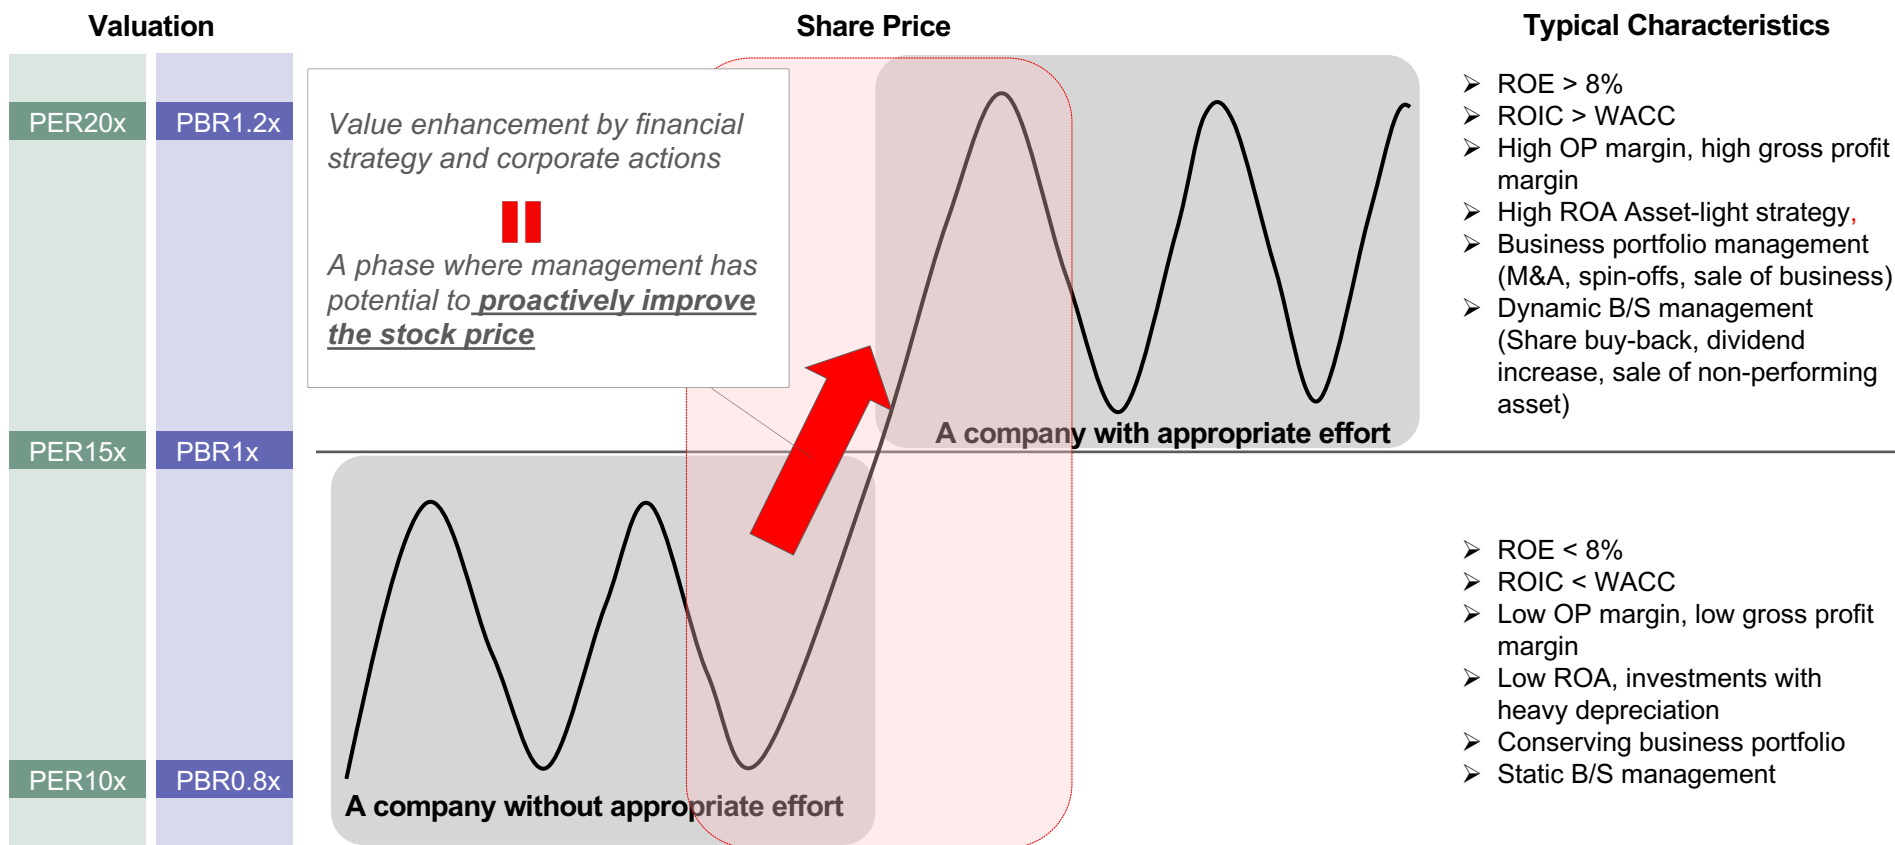 Valuation
Share Price
Typical Characteristics
PER20x
PBR1.2x
PER15x
PBR1x
PER10x
PBR0.8x
Value enhancement by financial
strategy and corporate actions
A phase where management has
potential to proactively improve
the stock price
A company with appropriate effort
A company without appropriate effort
➢ ROE > 8%
➢ ROIC > WACC
➢ High OP margin, high gross profit
margin
➢ High ROA Asset-light strategy,
➢ Business portfolio management
(M&A, spin-offs, sale of business)
➢ Dynamic B/S management
(Share buy-back, dividend
increase, sale of non-performing
asset)
➢ ROE < 8%
➢ ROIC < WACC
➢ Low OP margin, low gross profit
margin
➢ Low ROA, investments with
heavy depreciation
➢ Conserving business portfolio
➢ Static B/S management